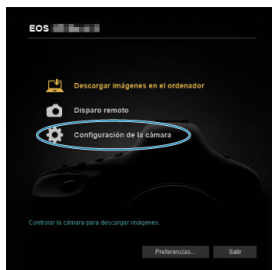 EOS
Descargar imágenes en el ordenador
Disparo remoto
Configuración de la cámara
Controlar la cámara para descargar imágenes.
Preferencias... Salir